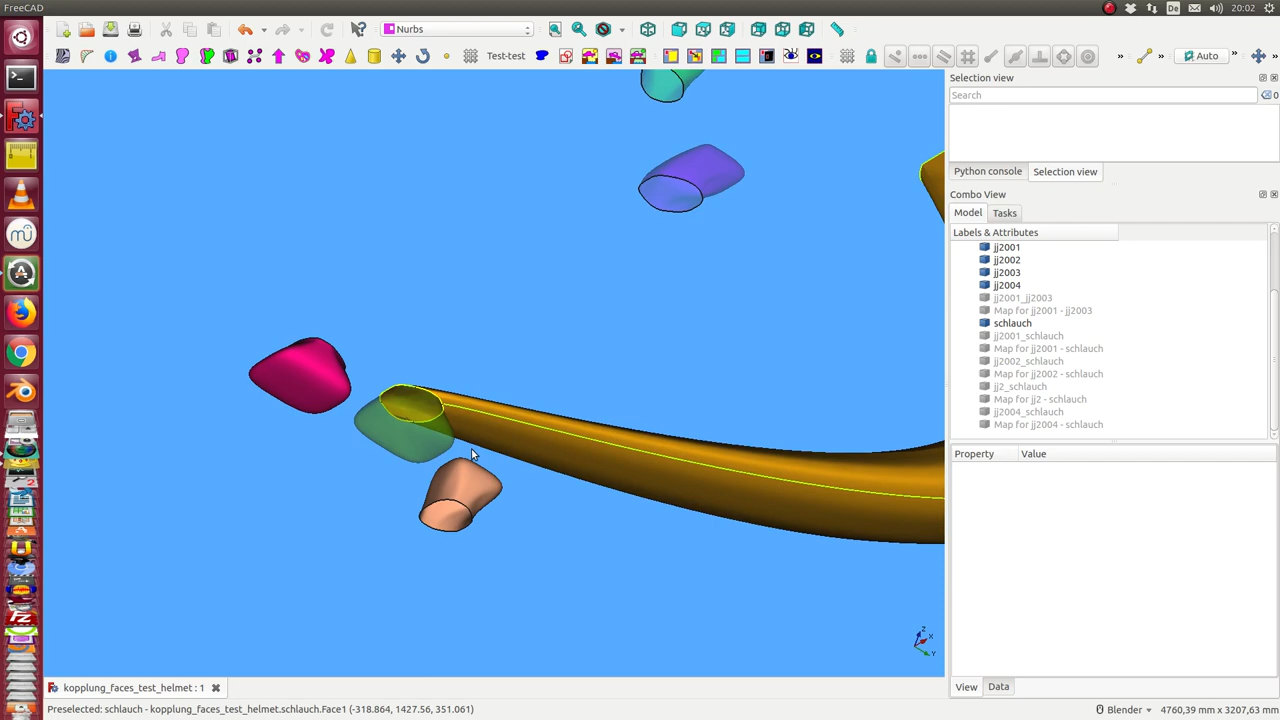 FreeCAD
De
20:02
Nurbs
Test-test
»
»
Auto
»
»
Selection view
Search
0
Python console
Selection view
Combo View
Model
Tasks
Labels & Attributes
jj2001
jj2002
jj2003
jj2004
jj2001_jj2003
Map for jj2001 - jj2003
schlauch
jj2001_schlauch
Map for jj2001 - schlauch
jj2002_schlauch
Map for jj2002 - schlauch
jj2_schlauch
Map for jj2 - schlauch
jj2004_schlauch
Map for jj2004 - schlauch
Property
Value
Z
X
Y
View
Data
kopplung_faces_test_helmet : 1
Preselected: schlauch - kopplung_faces_test_helmet.schlauch.Face1 (-318.864, 1427.56, 351.061)
Blender
4760,39 mm x 3207,63 mm